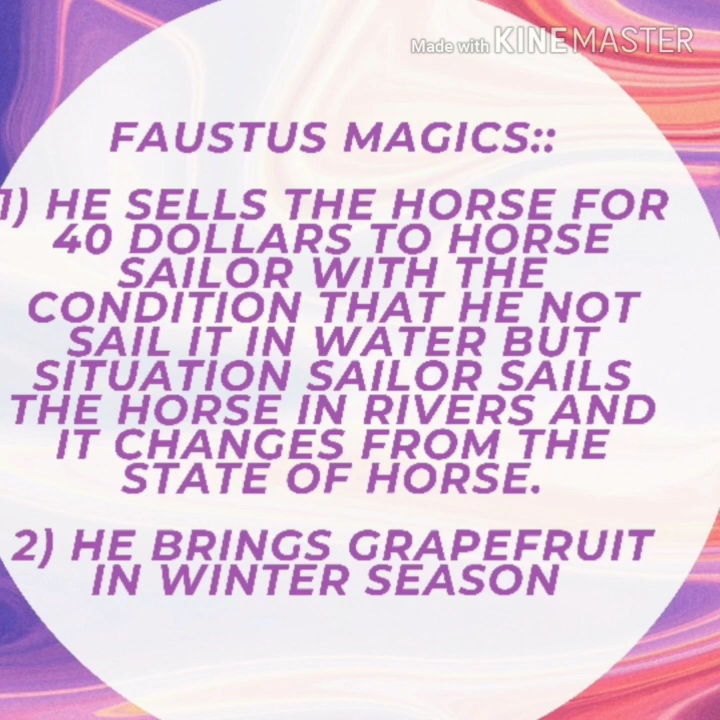 Made with KINEMASTER
FAUSTUS MAGICS::
1) HE SELLS THE HORSE FOR
40 DOLLARS TO HORSE
SAILOR WITH THE
CONDITION THAT HE NOT
SAIL IT IN WATER BUT
SITUATION SAILOR SAILS
THE HORSE IN RIVERS AND
IT CHANGES FROM THE
STATE OF HORSE.
2) HE BRINGS GRAPEFRUIT
IN WINTER SEASON